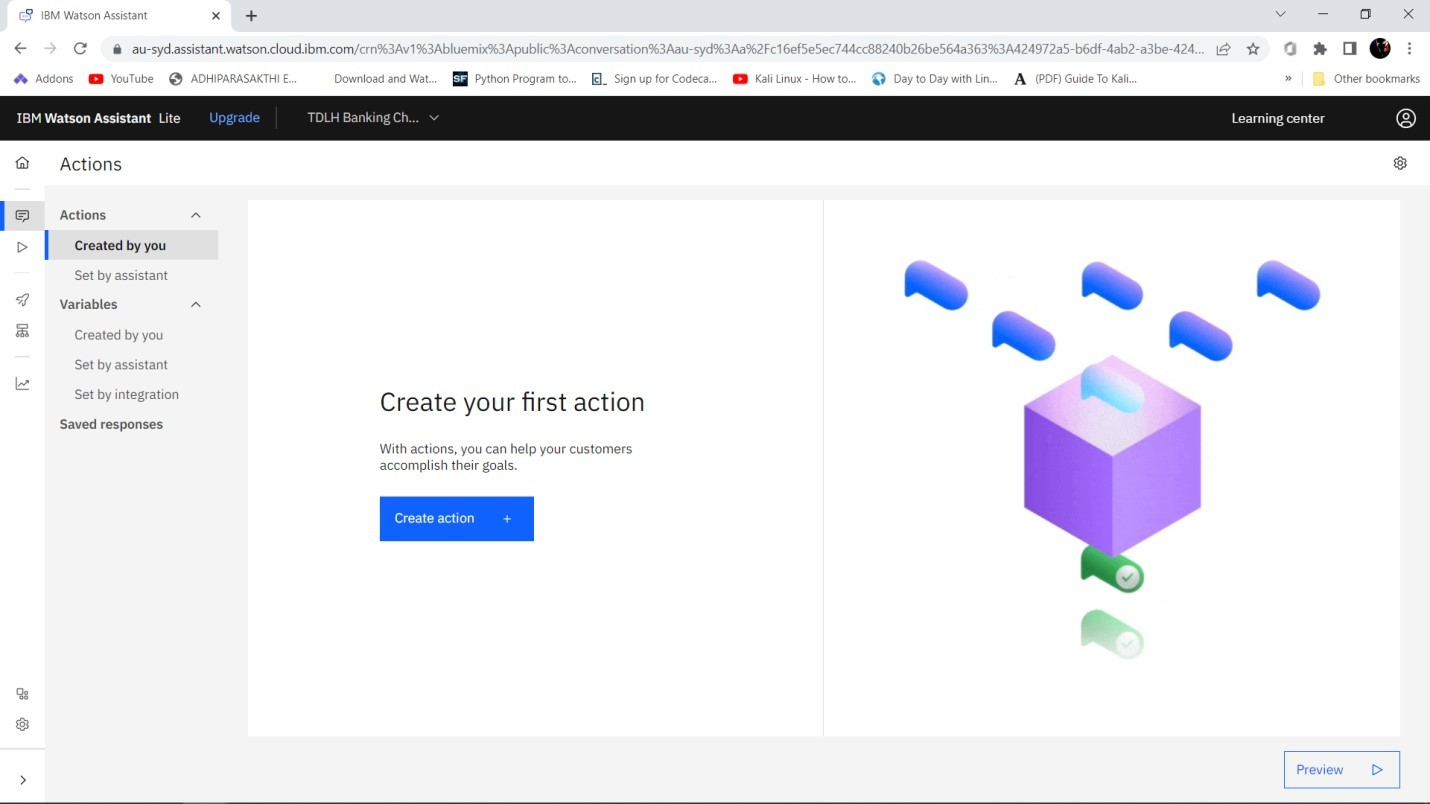 IBM Watson Assistant
au-syd.assistant.watson.cloud.ibm.com/crn%3Av1%3Abluemix%3Apublic%3Aconversation%3Aau-syd%3Aa%2Fc16ef5e5ec744cc88240b26be564a363%3A424972a5-b6df-4ab2-a3be-424...
Addons YouTube ADHIPARASAKTHI E... Download and Wat... SF Python Program to... Sign up for Codeca... Kali Linux - How to... Day to Day with Lin... A (PDF) Guide To Kali... » Other bookmarks
IBM Watson Assistant Lite Upgrade TDLH Banking Ch... Learning center
Actions
Actions
Created by you
Set by assistant
Variables
Created by you
Set by assistant
Set by integration
Saved responses
Create your first action
With actions, you can help your customers
accomplish their goals.
Create action +
Preview